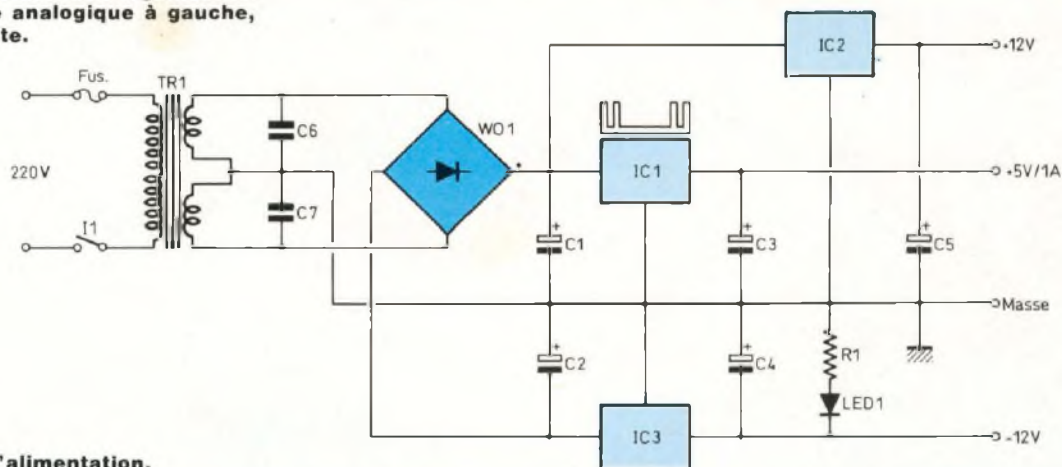 e analogique à gauche,
te.
Fus.
TR1
220V
I1
C6
C7
WO1
+
IC2
+12V
IC1
+5V/1A
+
C1
+
C3
+
C5
Masse
+
C2
+
C4
R1
LED1
IC3
-12V
l'alimentation.